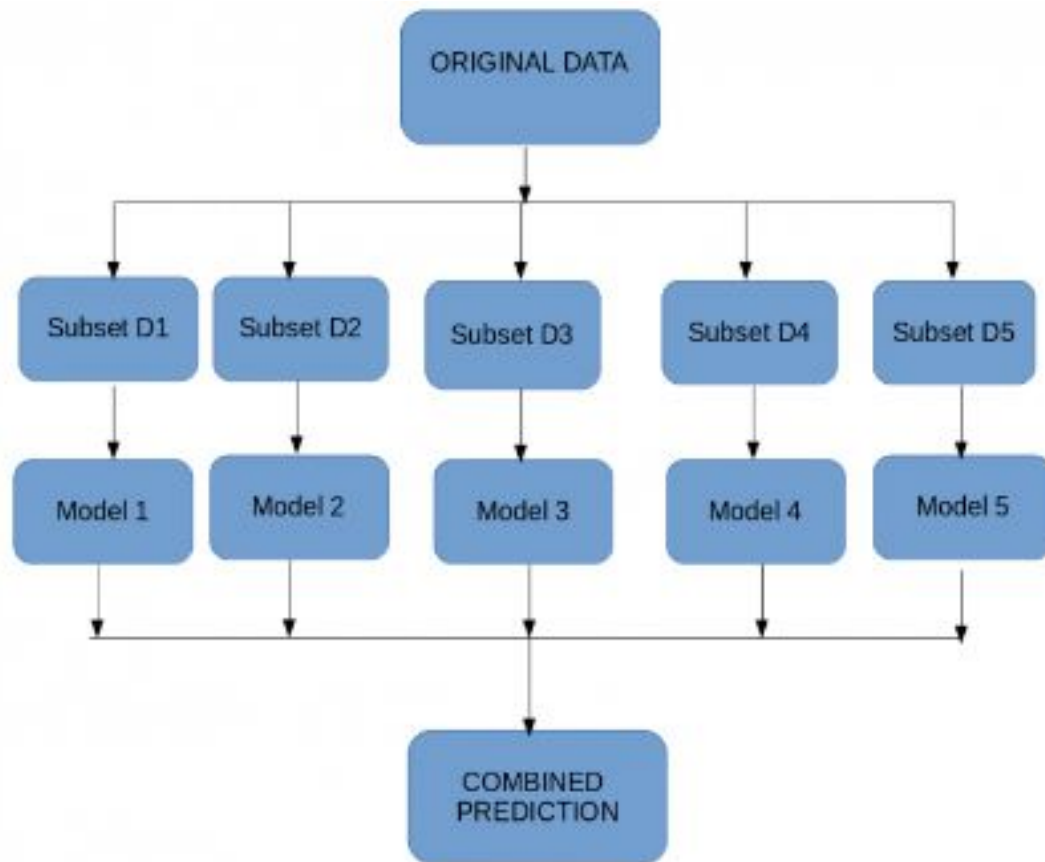 ORIGINAL DATA
Subset D1
Subset D2
Subset D3
Subset D4
Subset D5
Model 1
Model 2
Model 3
Model 4
Model 5
COMBINED
PREDICTION